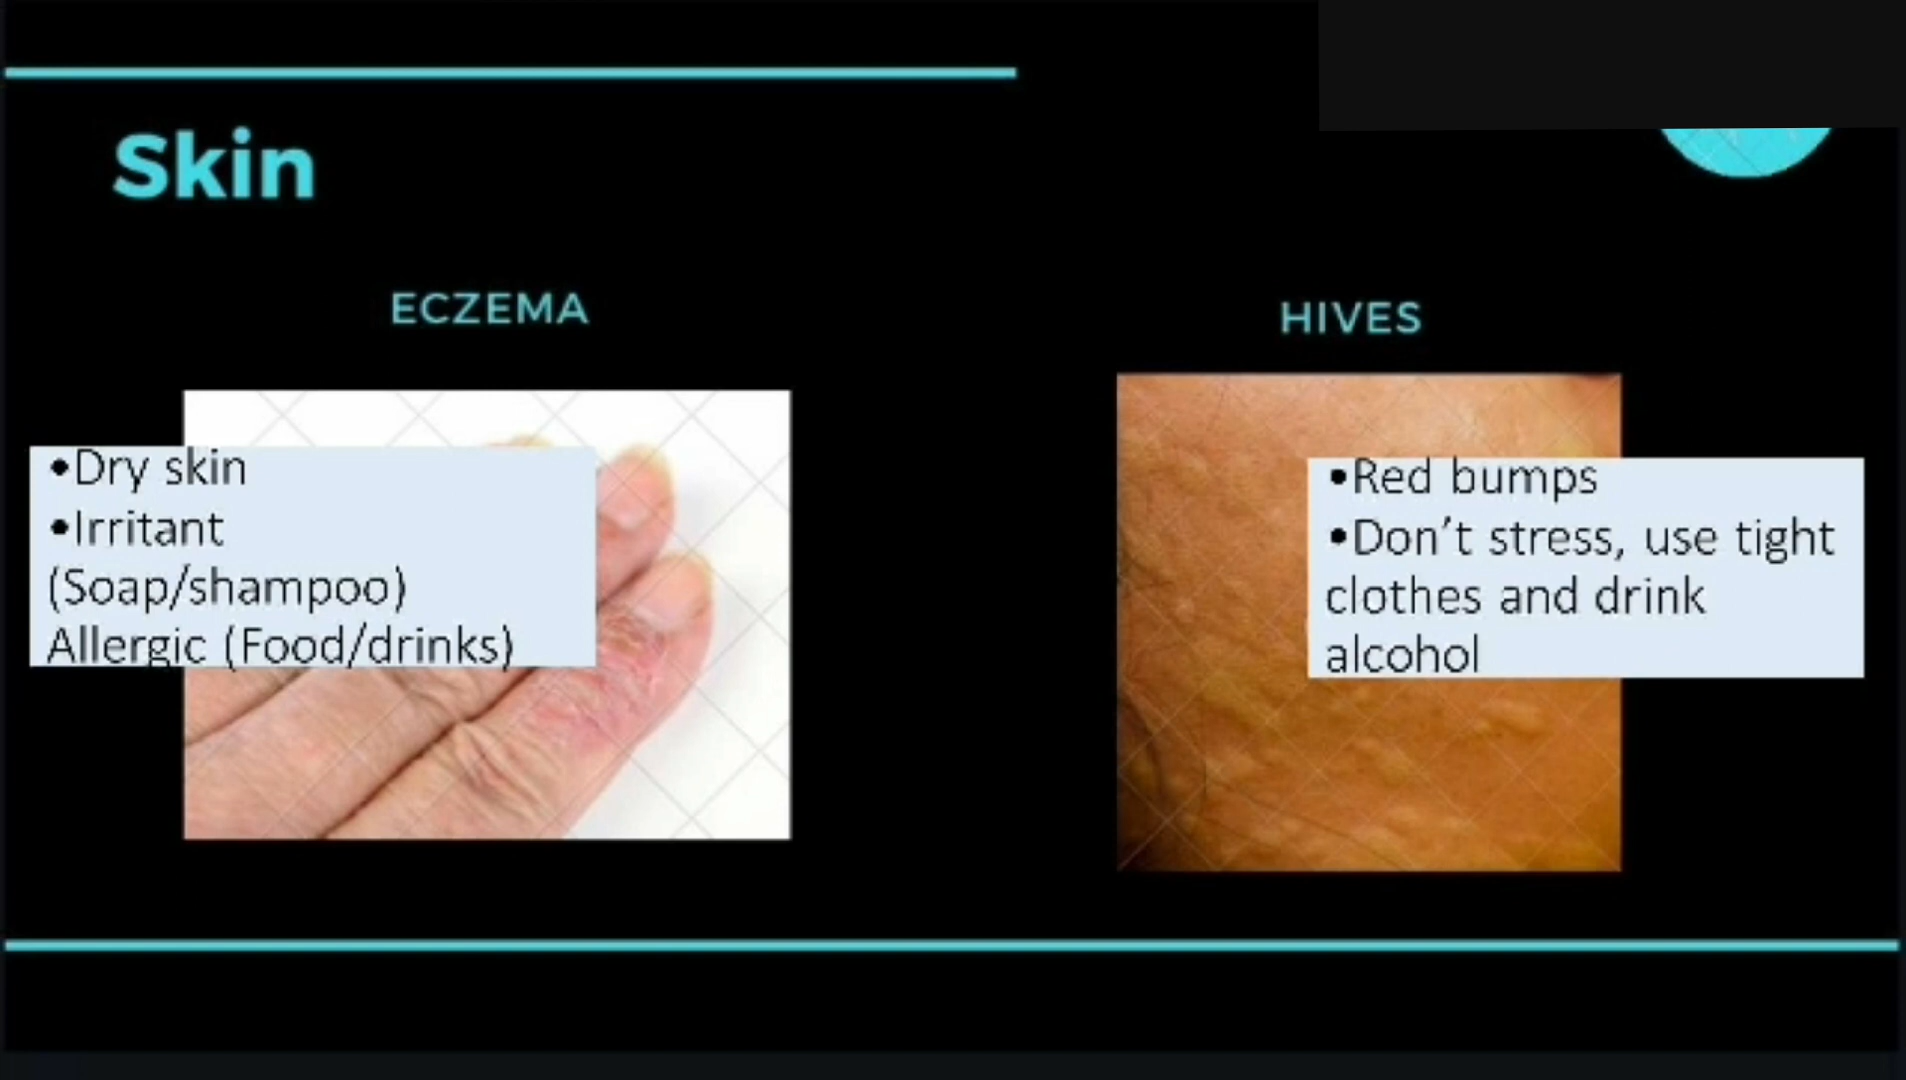 Skin
ECZEMA
•Dry skin
•Irritant
(Soap/shampoo)
Allergic (Food/drinks)
HIVES
•Red bumps
•Don’t stress, use tight
clothes and drink
alcohol